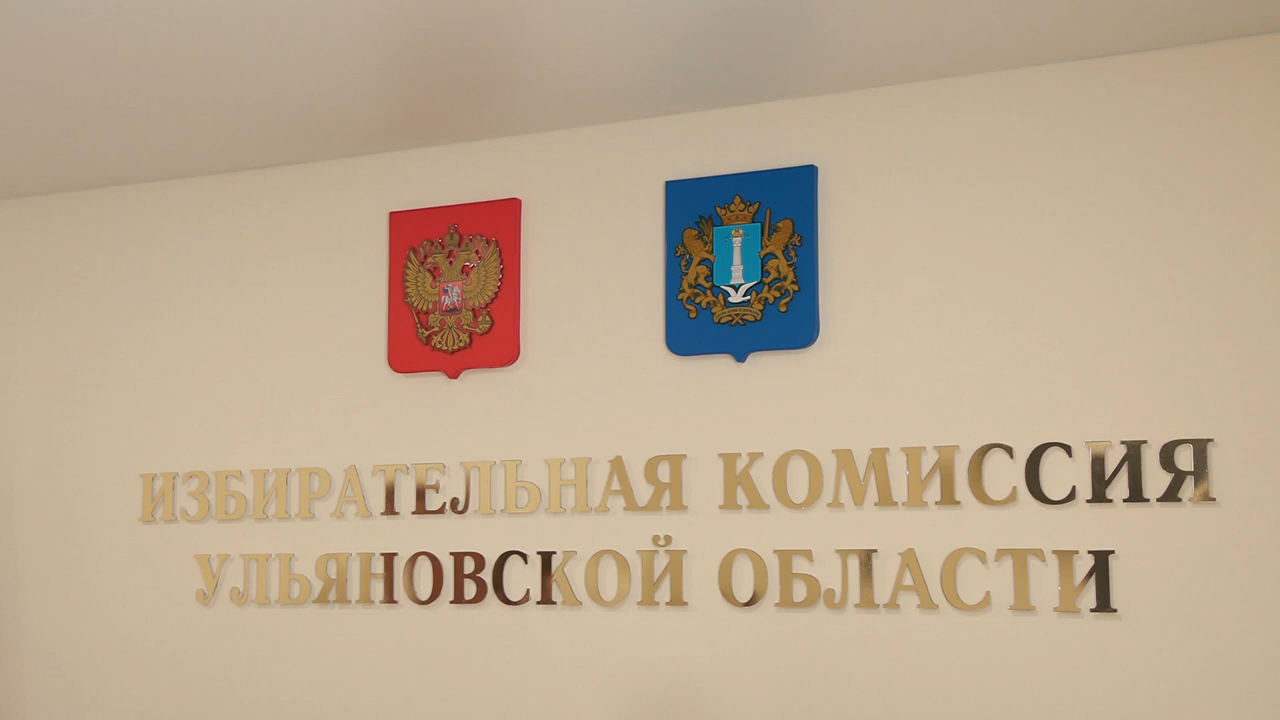 ИЗБИРАТЕЛЬНАЯ КОМИССИЯ
УЛЬЯНОВСКОЙ ОБЛАСТИ